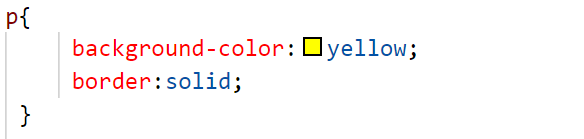 p{
background-color: yellow;
border:solid;
}